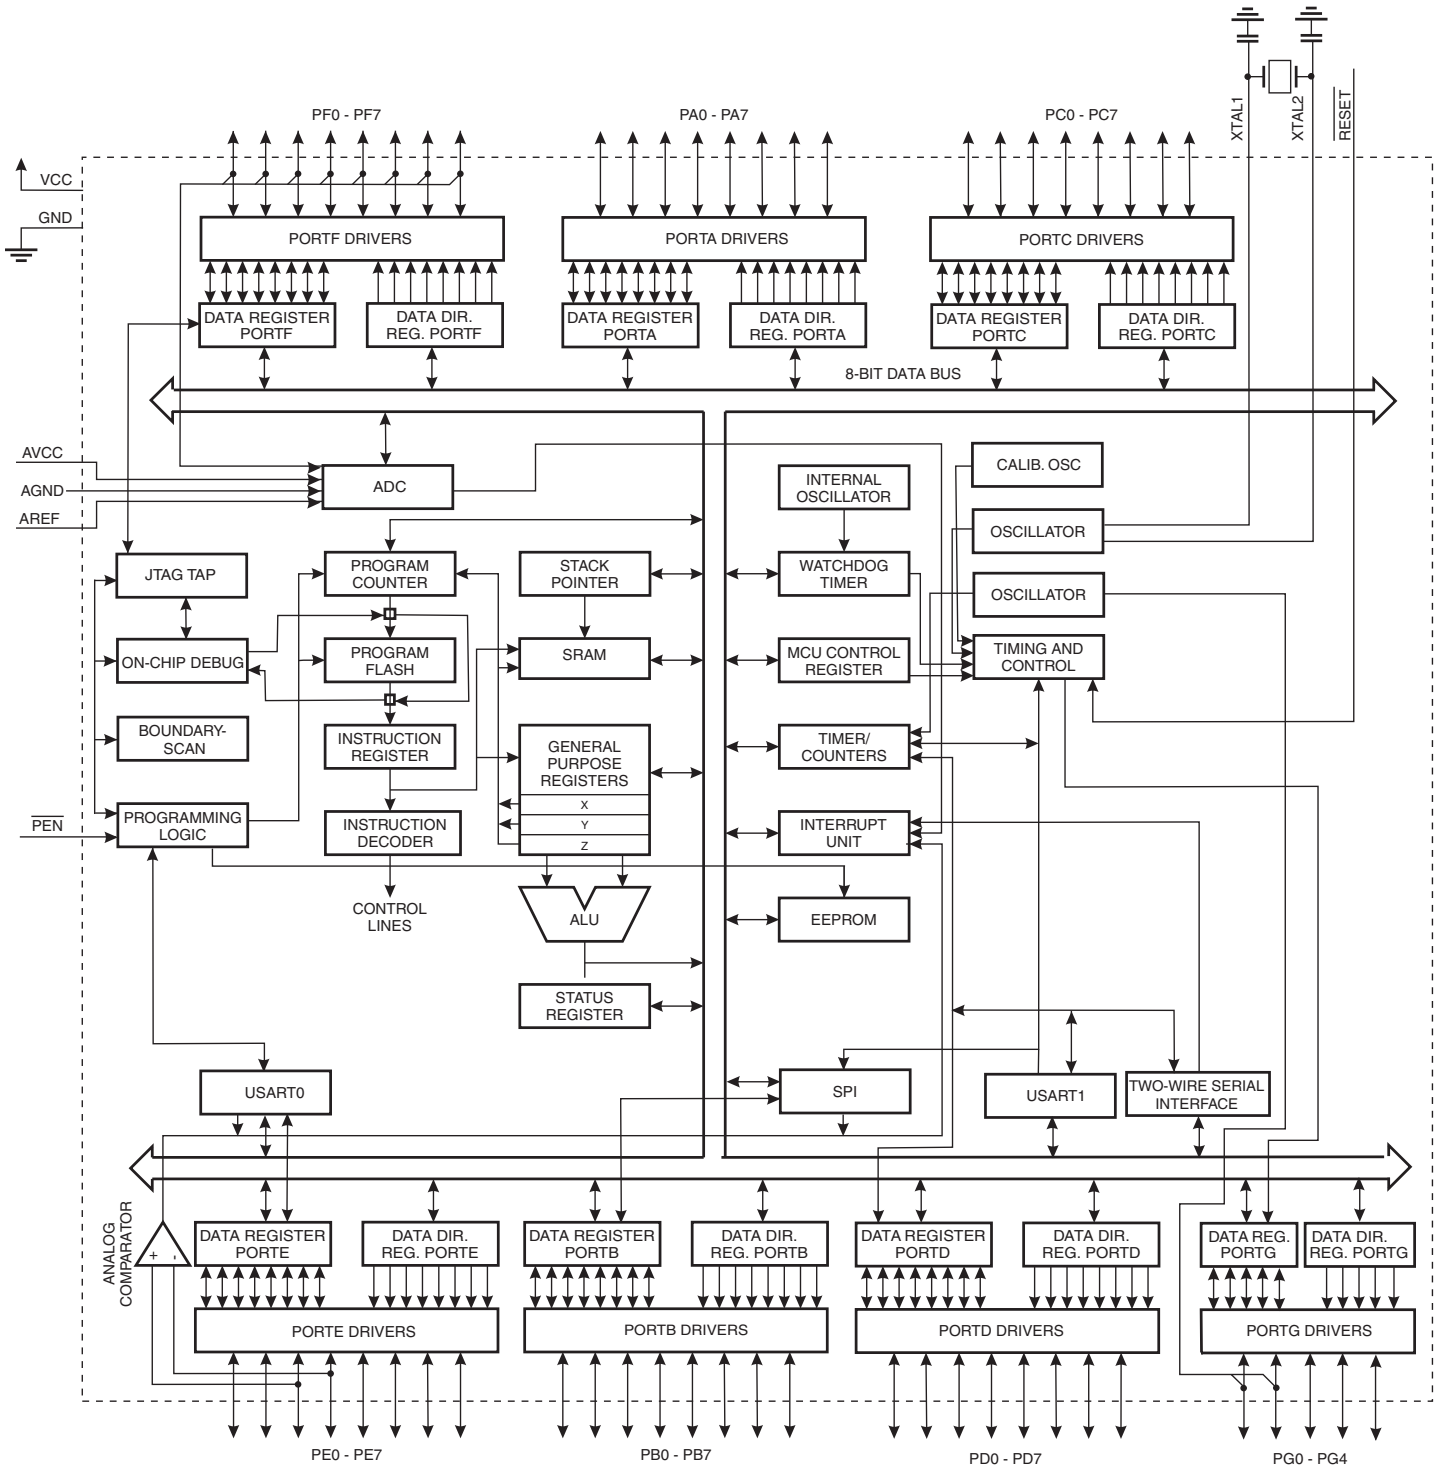 XTAL1
XTAL2
RESET
PF0 - PF7
PA0 - PA7
PC0 - PC7
VCC
GND
PORTF DRIVERS
PORTA DRIVERS
PORTC DRIVERS
DATA REGISTER
PORTF
DATA DIR.
REG. PORTF
DATA REGISTER
PORTA
DATA DIR.
REG. PORTA
DATA REGISTER
PORTC
DATA DIR.
REG. PORTC
8-BIT DATA BUS
AVCC
AGND
AREF
ADC
INTERNAL
OSCILLATOR
CALIB. OSC
OSCILLATOR
JTAG TAP
PROGRAM
COUNTER
STACK
POINTER
WATCHDOG
TIMER
OSCILLATOR
ON-CHIP DEBUG
PROGRAM
FLASH
SRAM
MCU CONTROL
REGISTER
TIMING AND
CONTROL
BOUNDARY-
SCAN
INSTRUCTION
REGISTER
GENERAL
PURPOSE
REGISTERS
X
Y
Z
TIMER/
COUNTERS
PEN
PROGRAMMING
LOGIC
INSTRUCTION
DECODER
INTERRUPT
UNIT
CONTROL
LINES
ALU
EEPROM
STATUS
REGISTER
USART0
SPI
USART1
TWO-WIRE SERIAL
INTERFACE
ANALOG
COMPARATOR
+
-
DATA REGISTER
PORTE
DATA DIR.
REG. PORTE
DATA REGISTER
PORTB
DATA DIR.
REG. PORTB
DATA REGISTER
PORTD
DATA DIR.
REG. PORTD
DATA REG.
PORTG
DATA DIR.
REG. PORTG
PORTE DRIVERS
PORTB DRIVERS
PORTD DRIVERS
PORTG DRIVERS
PE0 - PE7
PB0 - PB7
PD0 - PD7
PG0 - PG4